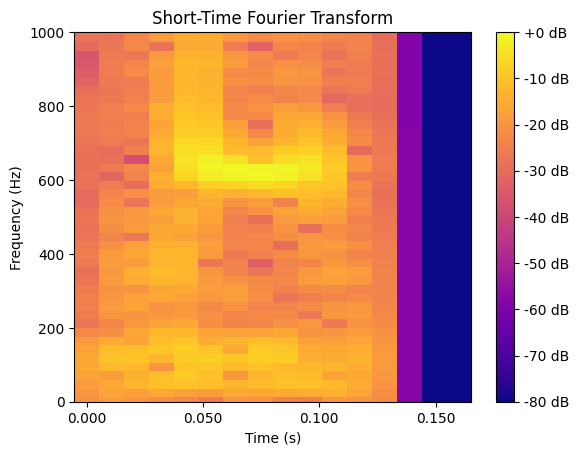 Short-Time Fourier Transform
1000
800
600
400
200
0
Frequency (Hz)
0.000
0.050
0.100
0.150
Time (s)
+0 dB
-10 dB
-20 dB
-30 dB
-40 dB
-50 dB
-60 dB
-70 dB
-80 dB